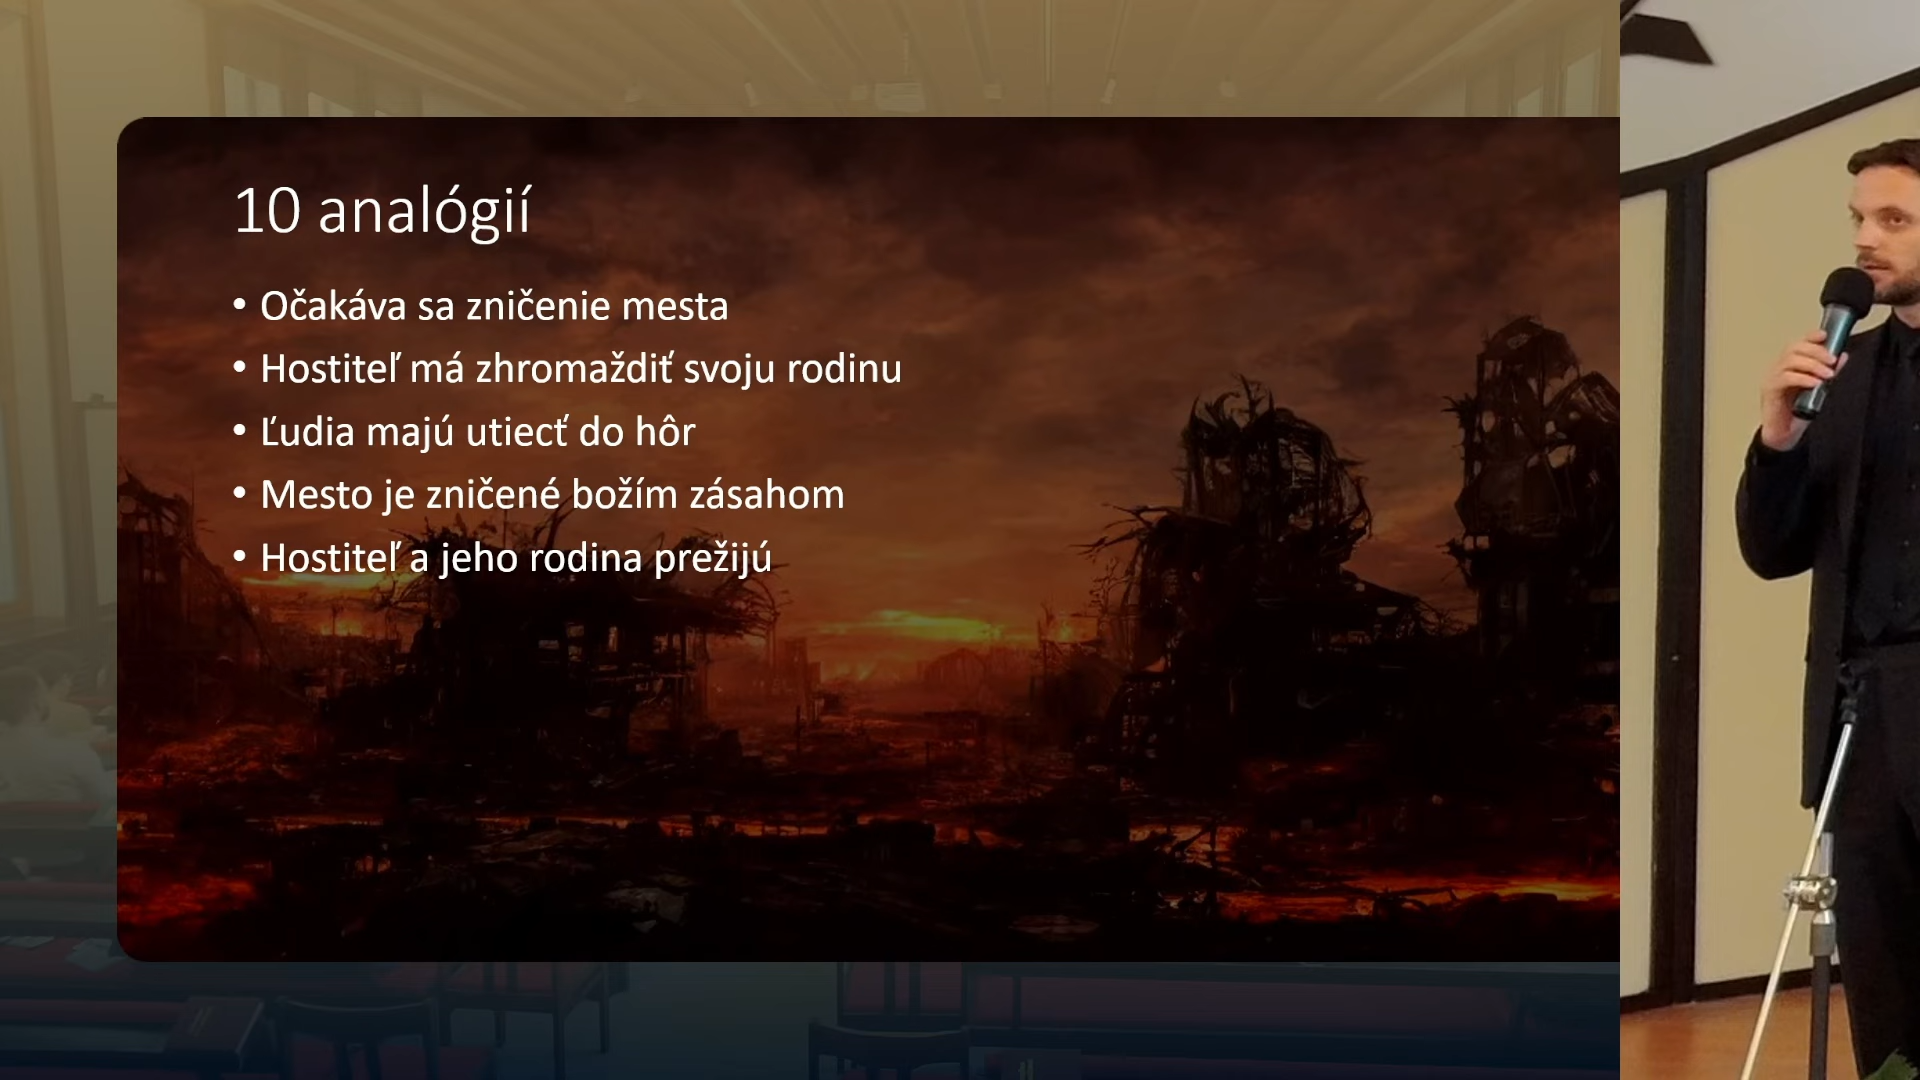 10 analógií
• Očakáva sa zničenie mesta
• Hostiteľ má zhromaždiť svoju rodinu
• Ľudia majú utiecť do hôr
• Mesto je zničené božím zásahom
• Hostiteľ a jeho rodina prežijú